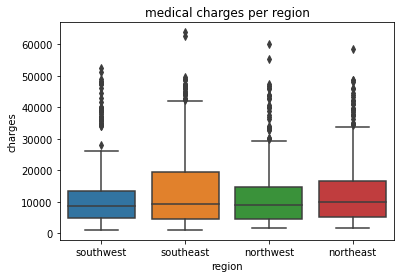 medical charges per region
charges
60000
50000
40000
30000
20000
10000
0
southwest southeast northwest northeast
region